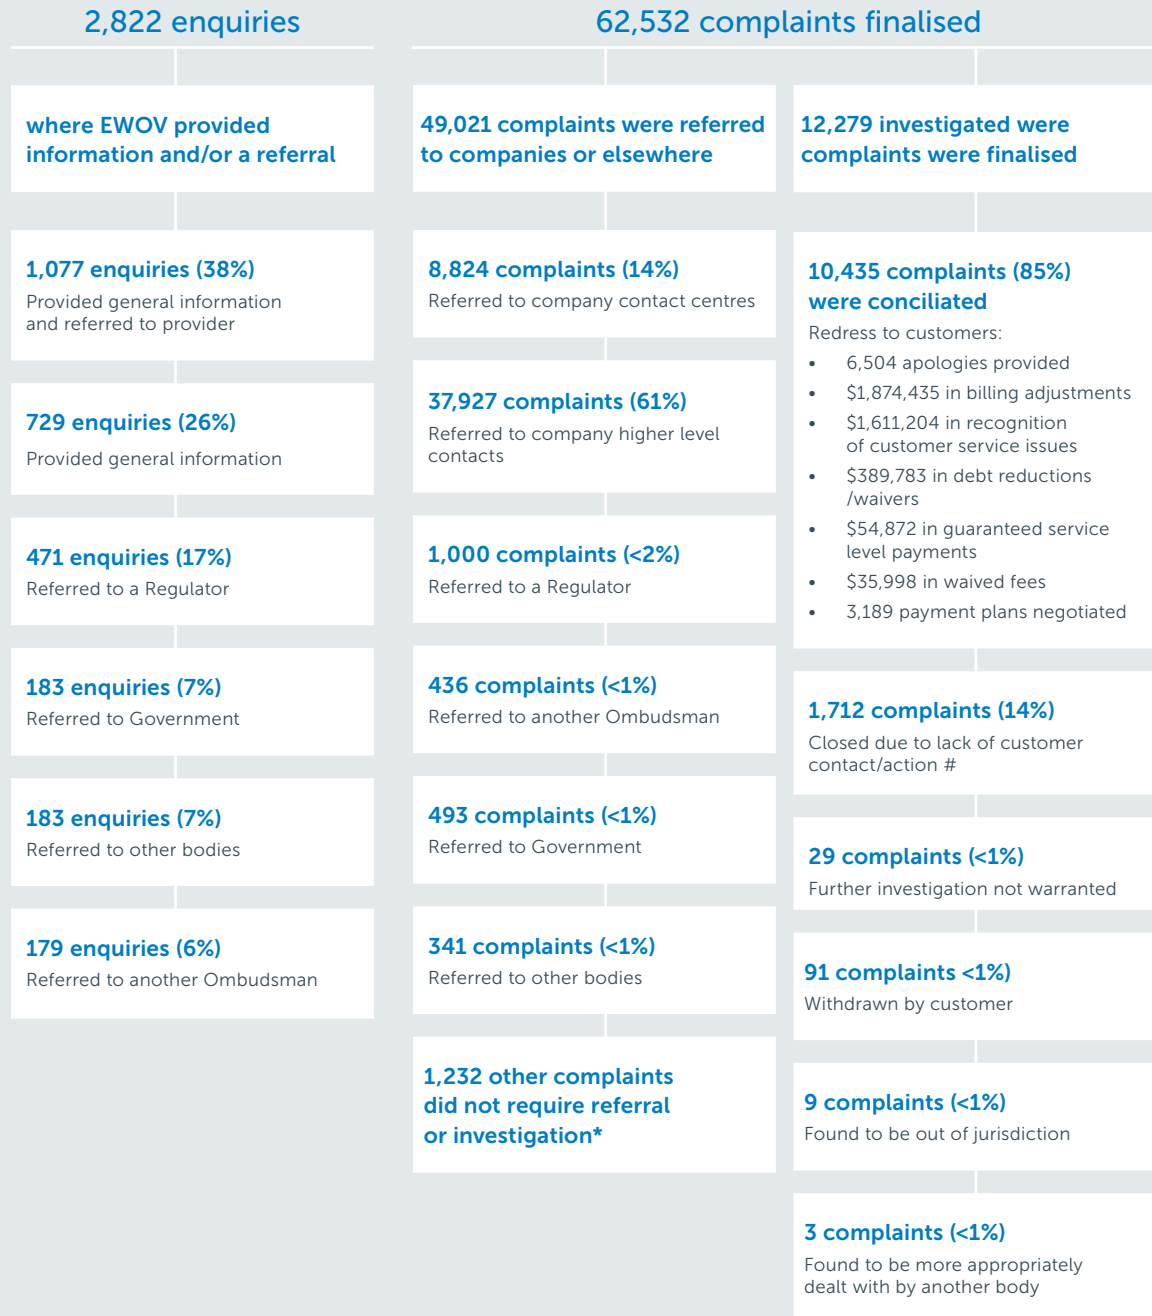 2,822 enquiries
where EWOV provided
information and/or a referral
1,077 enquiries (38%)
Provided general information
and referred to provider
729 enquiries (26%)
Provided general information
471 enquiries (17%)
Referred to a Regulator
183 enquiries (7%)
Referred to Government
183 enquiries (7%)
Referred to other bodies
179 enquiries (6%)
Referred to another Ombudsman
62,532 complaints finalised
49,021 complaints were referred
to companies or elsewhere
8,824 complaints (14%)
Referred to company contact centres
37,927 complaints (61%)
Referred to company higher level
contacts
1,000 complaints (<2%)
Referred to a Regulator
436 complaints (<1%)
Referred to another Ombudsman
493 complaints (<1%)
Referred to Government
341 complaints (<1%)
Referred to other bodies
1,232 other complaints
did not require referral
or investigation*
12,279 investigated were
complaints were finalised
10,435 complaints (85%)
were conciliated
Redress to customers:
• 6,504 apologies provided
• $1,874,435 in billing adjustments
• $1,611,204 in recognition
of customer service issues
• $389,783 in debt reductions
/waivers
• $54,872 in guaranteed service
level payments
• $35,998 in waived fees
• 3,189 payment plans negotiated
1,712 complaints (14%)
Closed due to lack of customer
contact/action #
29 complaints (<1%)
Further investigation not warranted
91 complaints <1%)
Withdrawn by customer
9 complaints (<1%)
Found to be out of jurisdiction
3 complaints (<1%)
Found to be more appropriately
dealt with by another body